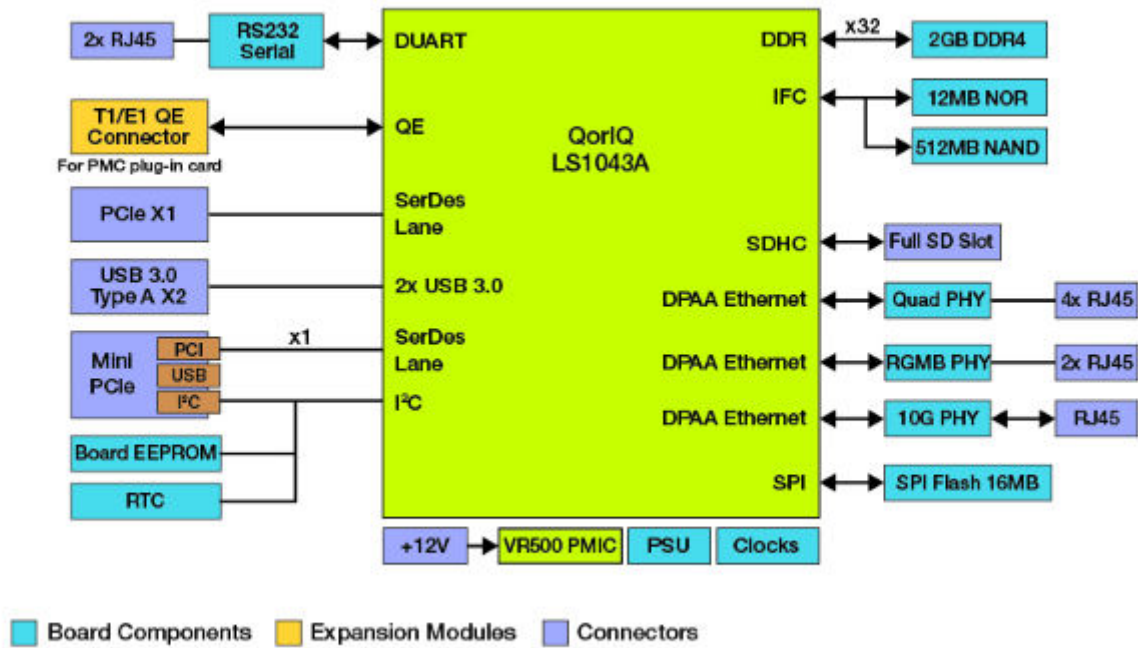 2x RJ45
RS232
Serial
DUART
DDR
x32
2GB DDR4
IFC
12MB NOR
512MB NAND
T1/E1 QE
Connector
For PMC plug-in card
QE
QorIQ
LS1043A
PCIe X1
SerDes
Lane
SDHC
Full SD Slot
USB 3.0
Type A X2
2x USB 3.0
DPAA Ethernet
Quad PHY
4x RJ45
Mini
PCIe
PCI
USB
I²C
x1
SerDes
Lane
I²C
DPAA Ethernet
RGMB PHY
2x RJ45
DPAA Ethernet
10G PHY
RJ45
Board EEPROM
RTC
SPI
SPI Flash 16MB
+12V
VR500 PMIC
PSU
Clocks
Board Components
Expansion Modules
Connectors